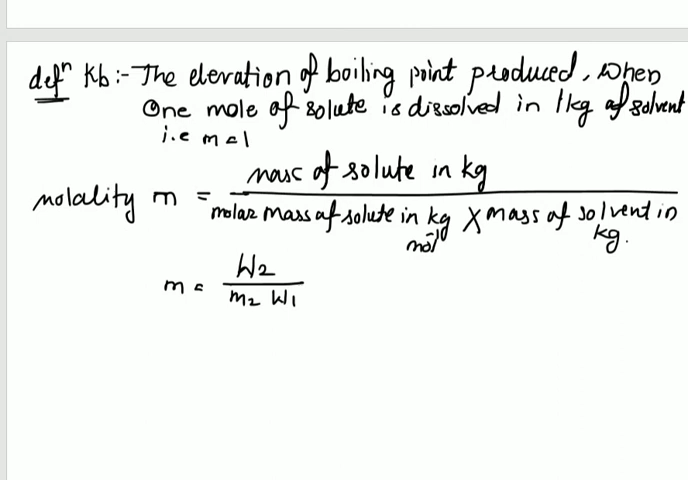 defⁿ Kb :- The elevation of boiling point produced, when
One mole of solute is dissolved in 1kg of solvent
i.e m = 1
molality m = mass of solute in kg / molar mass of solute in kg mol⁻¹ X mass of solvent in kg.
m = W₂ / m₂ W₁